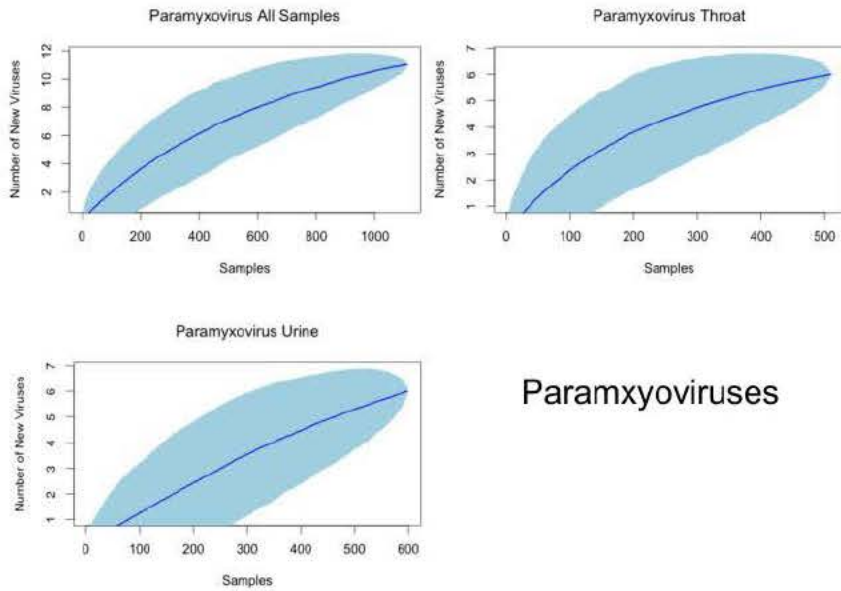 Paramyxovirus All Samples
Number of New Viruses
2 4 6 8 10 12
0 200 400 600 800 1000
Samples
Paramyxovirus Throat
Number of New Viruses
1 2 3 4 5 6 7
0 100 200 300 400 500
Samples
Paramyxovirus Urine
Number of New Viruses
1 2 3 4 5 6 7
0 100 200 300 400 500 600
Samples
Paramxyoviruses